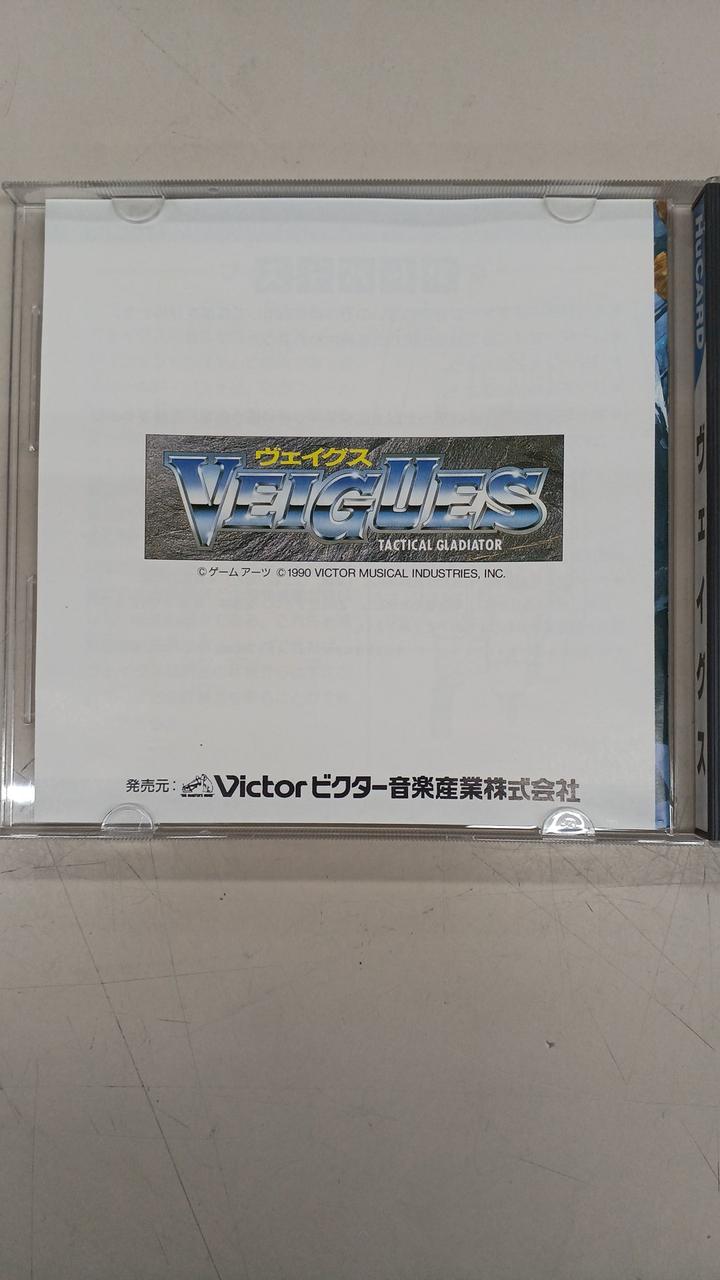 ヴェイグス
VEIGUES
TACTICAL GLADIATOR
©ゲームアーツ ©1990 VICTOR MUSICAL INDUSTRIES, INC.
発売元: Victor ビクター音楽産業株式会社
HuCARD
ヴェイグス